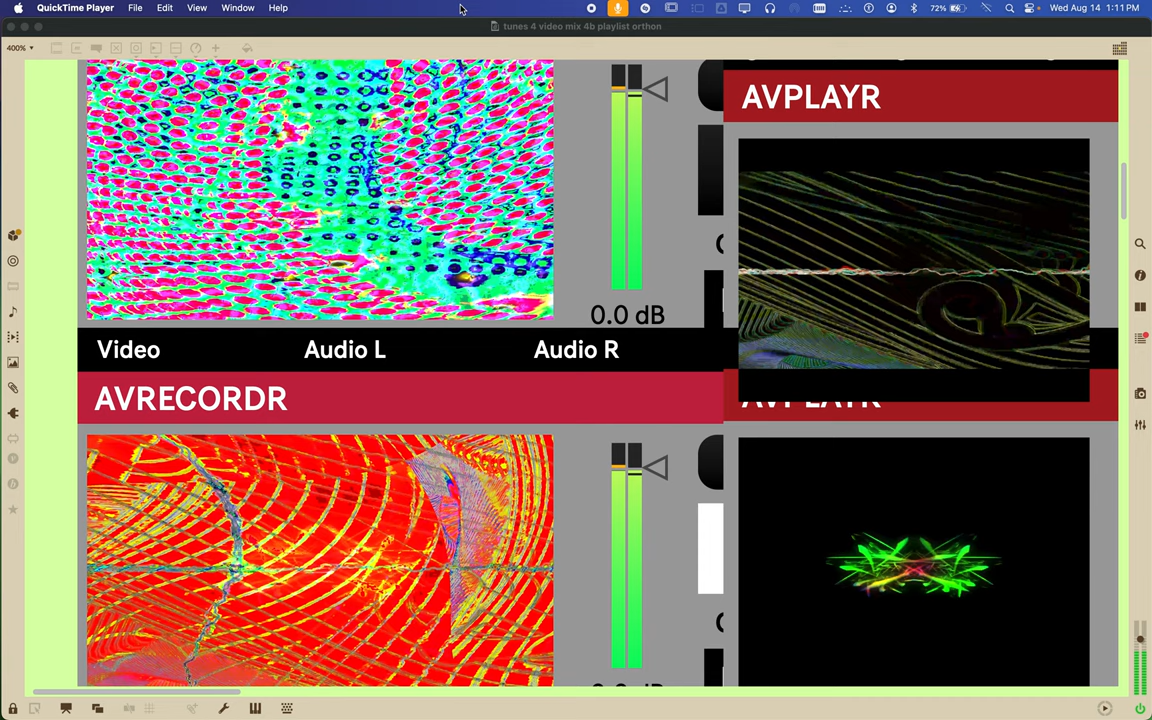 QuickTime Player File Edit View Window Help
72% Wed Aug 14 1:11 PM
tunes 4 video mix 4b playlist orthon
400%
AVPLAYR
0.0 dB
Video Audio L Audio R
AVRECORDR
AVPLAYR